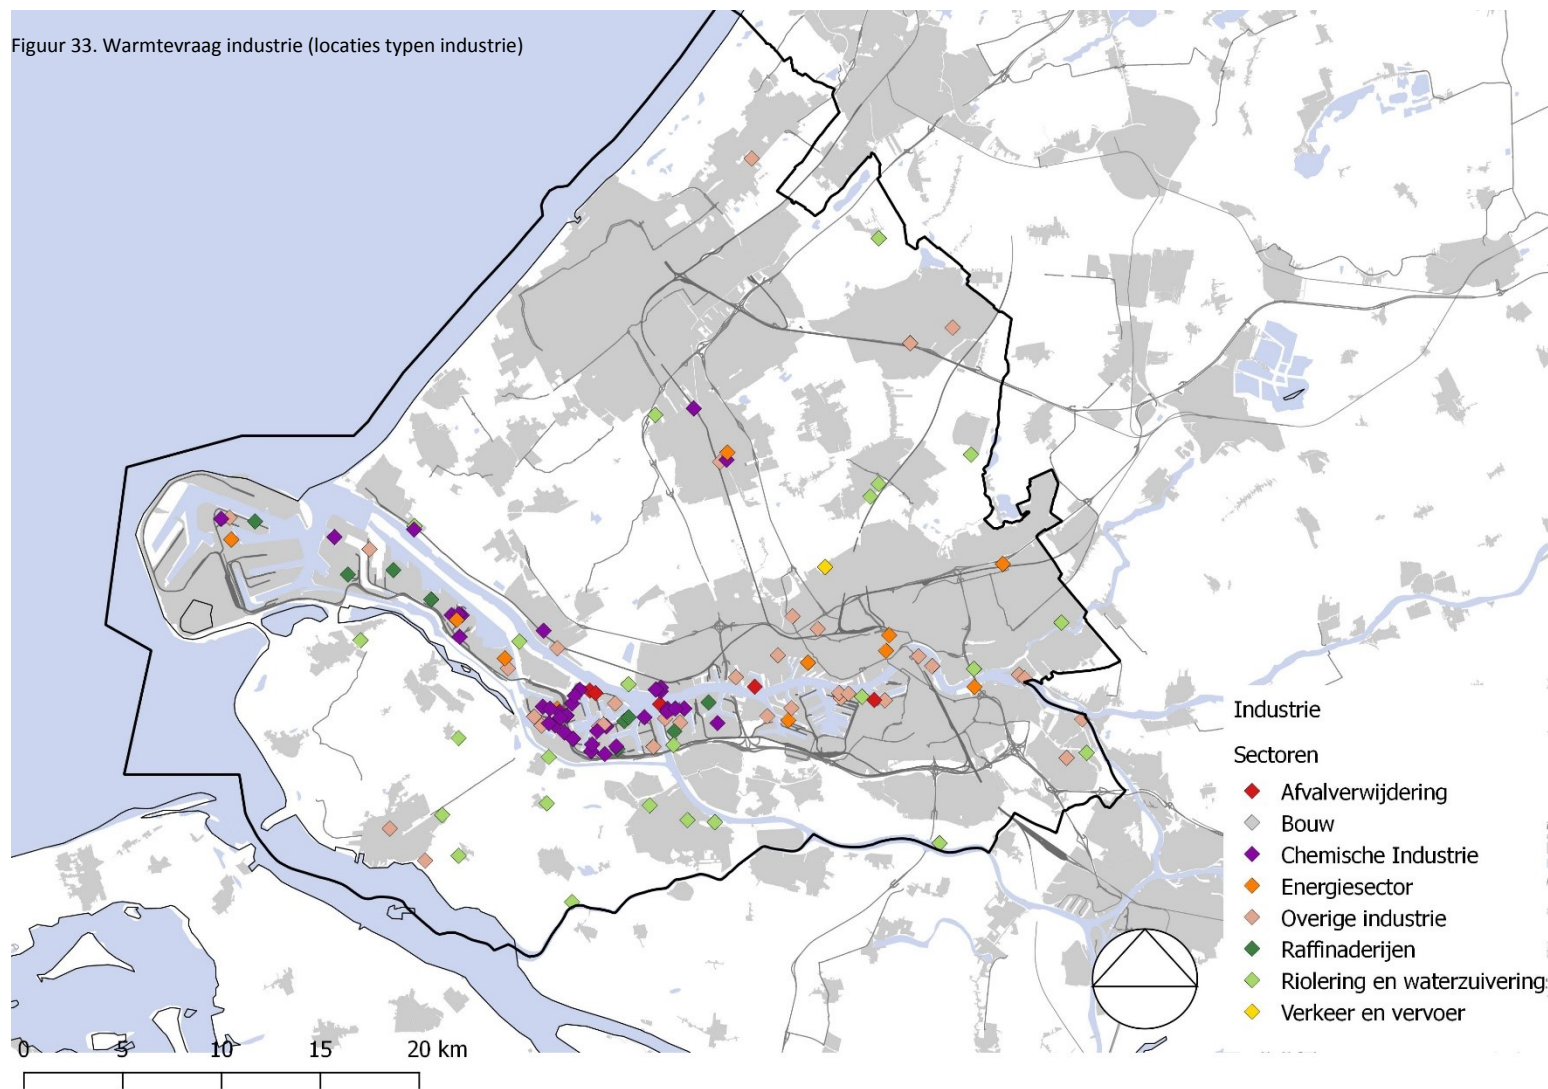 Figuur 33. Warmtevraag industrie (locaties typen industrie)
Industrie
Sectoren
Afvalverwijdering
Bouw
Chemische Industrie
Energiesector
Overige industrie
Raffinaderijen
Riolering en waterzuivering
Verkeer en vervoer
0 5 10 15 20 km